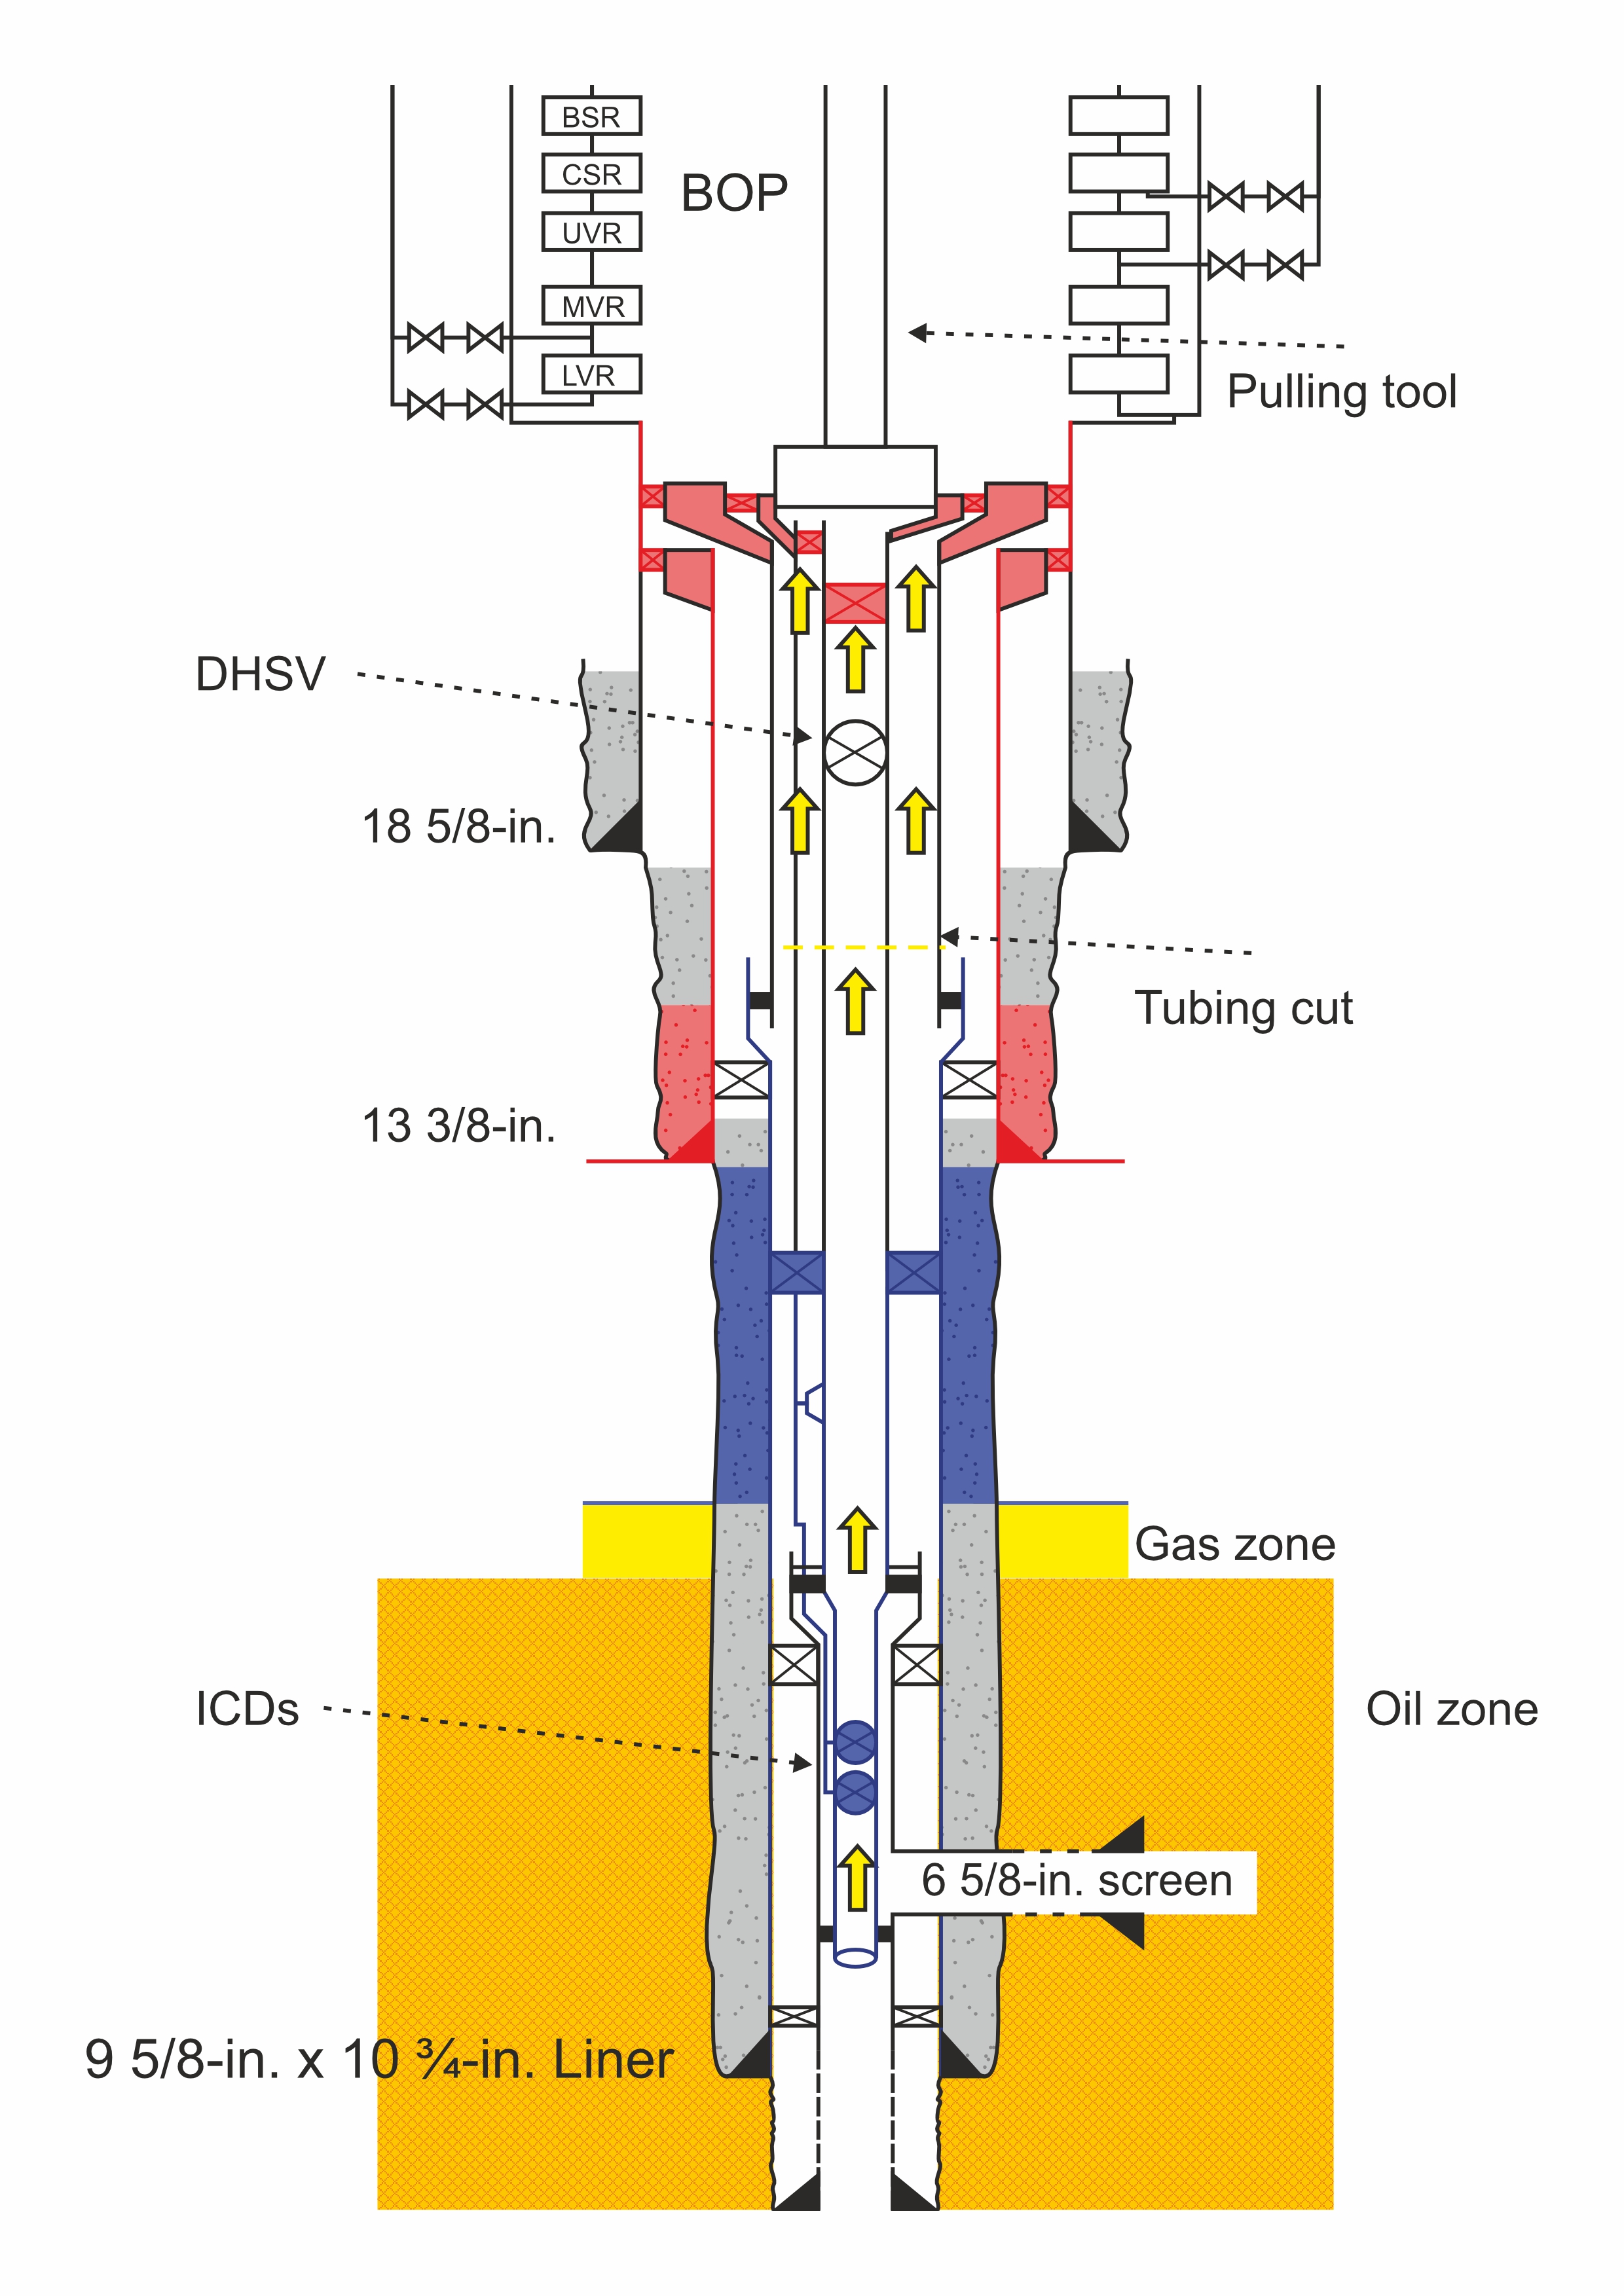 BSR
CSR
BOP
UVR
MVR
LVR
Pulling tool
DHSV
18 5/8-in.
Tubing cut
13 3/8-in.
Gas zone
ICDs
Oil zone
6 5/8-in. screen
9 5/8-in. x 10 ¾-in. Liner